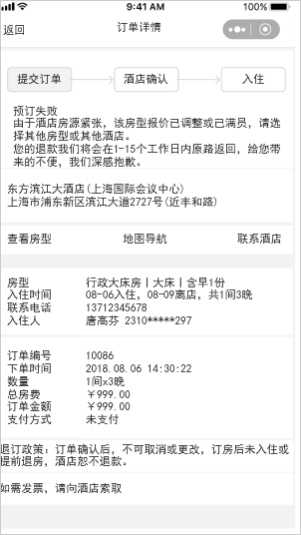 9:41 AM
100%
返回
订单详情
提交订单
酒店确认
入住
预订失败
由于酒店房源紧张，该房型报价已调整或已满员，请选
择其他房型或其他酒店。
您的退款我们将会在1-15个工作日内原路返回，给您带
来的不便，我们深感抱歉。
东方滨江大酒店(上海国际会议中心)
上海市浦东新区滨江大道2727号(近丰和路)
查看房型 地图导航 联系酒店
房型 行政大床房丨大床丨含早1份
入住时间 08-06入住，08-09离店，共1间3晚
联系电话 13712345678
入住人 唐高芬 2310*****297
订单编号 10086
下单时间 2018.08.06 14:30:22
数量 1间x3晚
总房费 ￥999.00
订单金额 ￥999.00
支付方式 未支付
退订政策：订单确认后，不可取消或更改，订房后未入住或
提前退房，酒店恕不退款。
如需发票，请向酒店索取